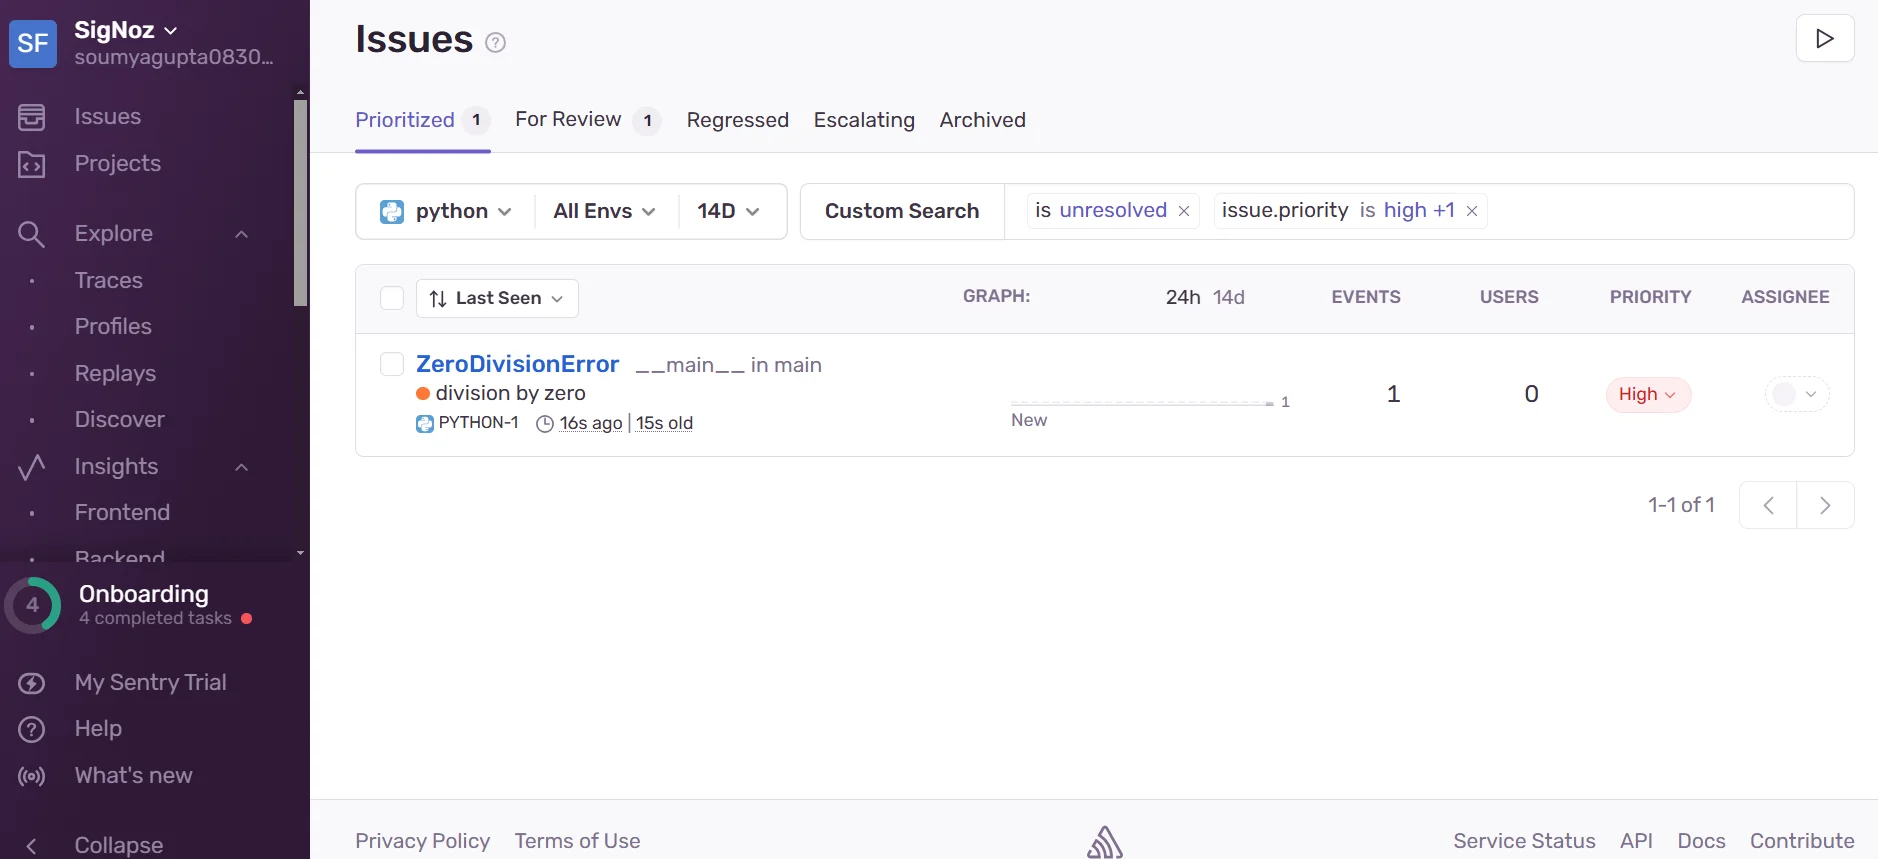 SF
SigNoz
soumyagupta0830...
Issues
Projects
Explore
Traces
Profiles
Replays
Discover
Insights
Frontend
Backend
4
Onboarding
4 completed tasks
My Sentry Trial
Help
What's new
Collapse
Issues ?
Prioritized 1 For Review 1 Regressed Escalating Archived
python All Envs 14D Custom Search is unresolved × issue.priority is high +1 ×
Last Seen GRAPH: 24h 14d EVENTS USERS PRIORITY ASSIGNEE
ZeroDivisionError __main__ in main
division by zero
PYTHON-1 16s ago | 15s old
1
New
1 0 High
1-1 of 1
Privacy Policy Terms of Use Service Status API Docs Contribute